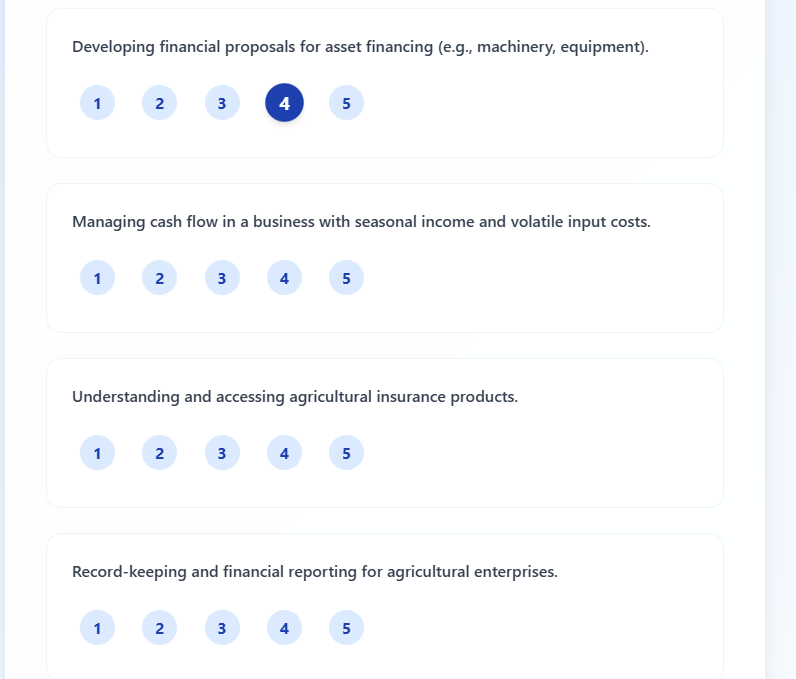 Developing financial proposals for asset financing (e.g., machinery, equipment).
1 2 3 4 5
Managing cash flow in a business with seasonal income and volatile input costs.
1 2 3 4 5
Understanding and accessing agricultural insurance products.
1 2 3 4 5
Record-keeping and financial reporting for agricultural enterprises.
1 2 3 4 5